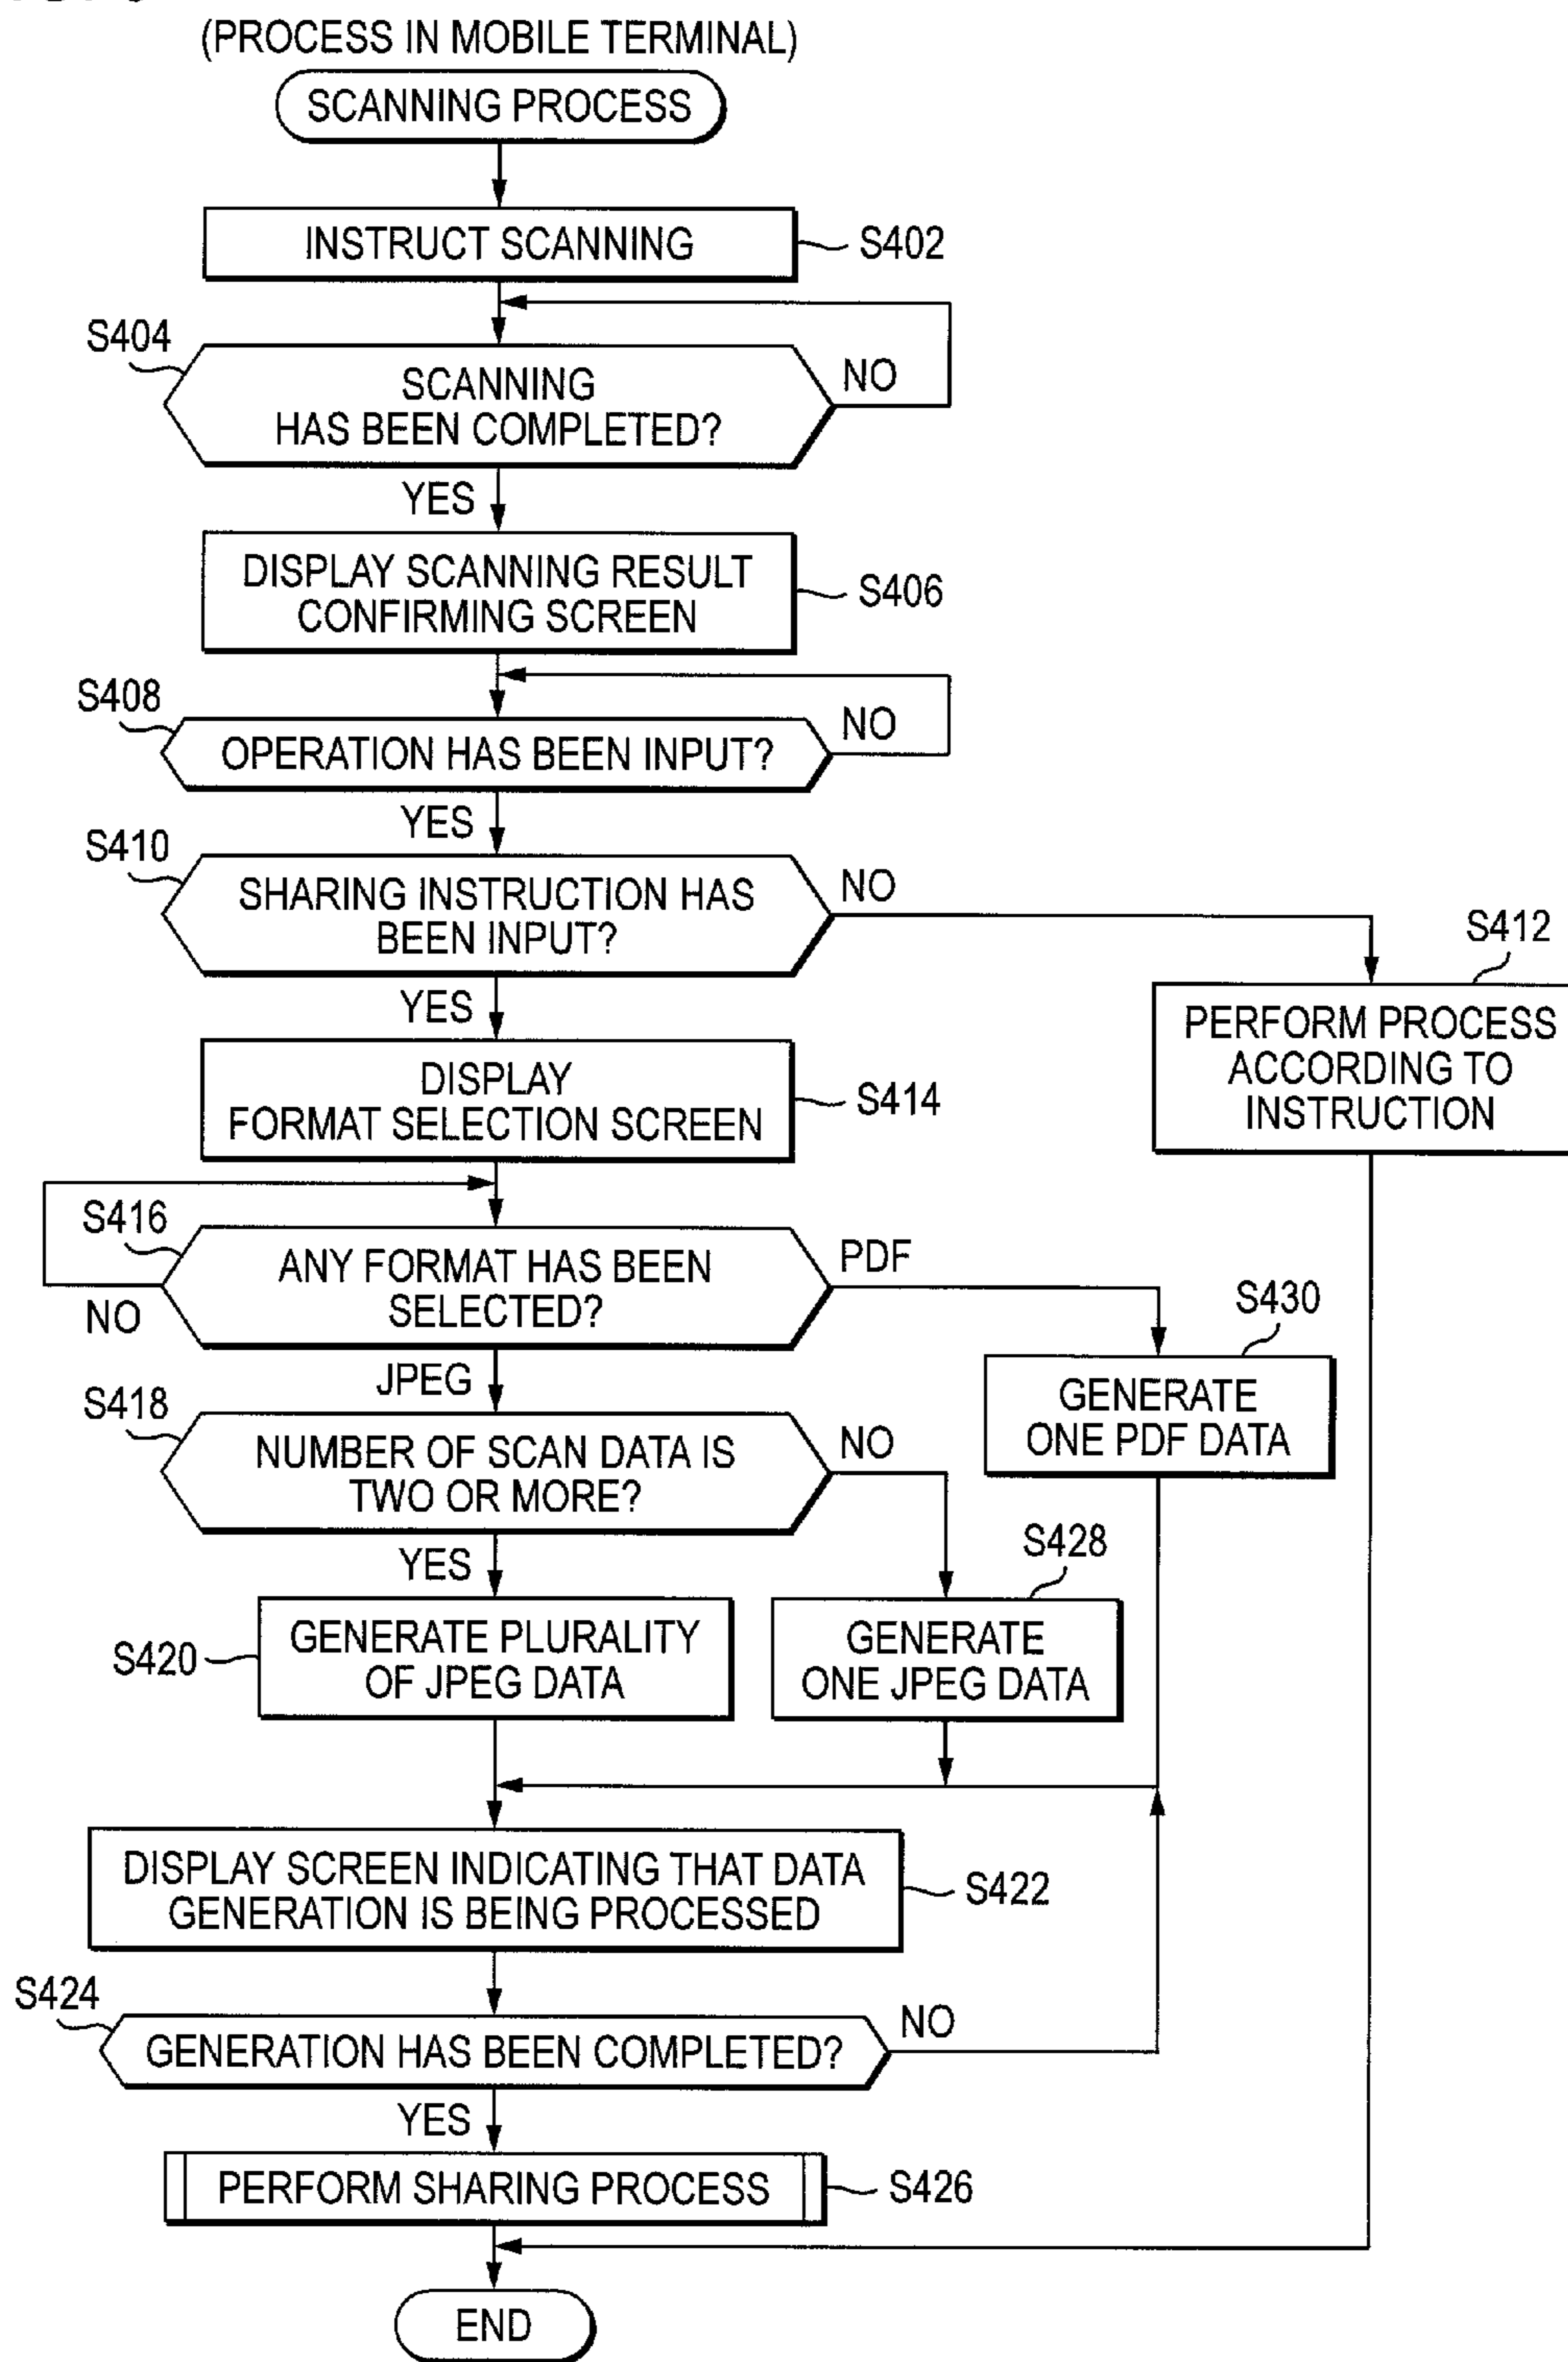 (PROCESS IN MOBILE TERMINAL)
SCANNING PROCESS
INSTRUCT SCANNING
S402
S404
SCANNING
HAS BEEN COMPLETED?
NO
YES
DISPLAY SCANNING RESULT
CONFIRMING SCREEN
S406
S408
OPERATION HAS BEEN INPUT?
NO
YES
S410
SHARING INSTRUCTION HAS
BEEN INPUT?
NO
S412
PERFORM PROCESS
ACCORDING TO
INSTRUCTION
YES
DISPLAY
FORMAT SELECTION SCREEN
S414
S416
ANY FORMAT HAS BEEN
SELECTED?
NO
PDF
S430
GENERATE
ONE PDF DATA
JPEG
S418
NUMBER OF SCAN DATA IS
TWO OR MORE?
NO
S428
GENERATE
ONE JPEG DATA
YES
S420
GENERATE PLURALITY
OF JPEG DATA
DISPLAY SCREEN INDICATING THAT DATA
GENERATION IS BEING PROCESSED
S422
S424
GENERATION HAS BEEN COMPLETED?
NO
YES
PERFORM SHARING PROCESS
S426
END